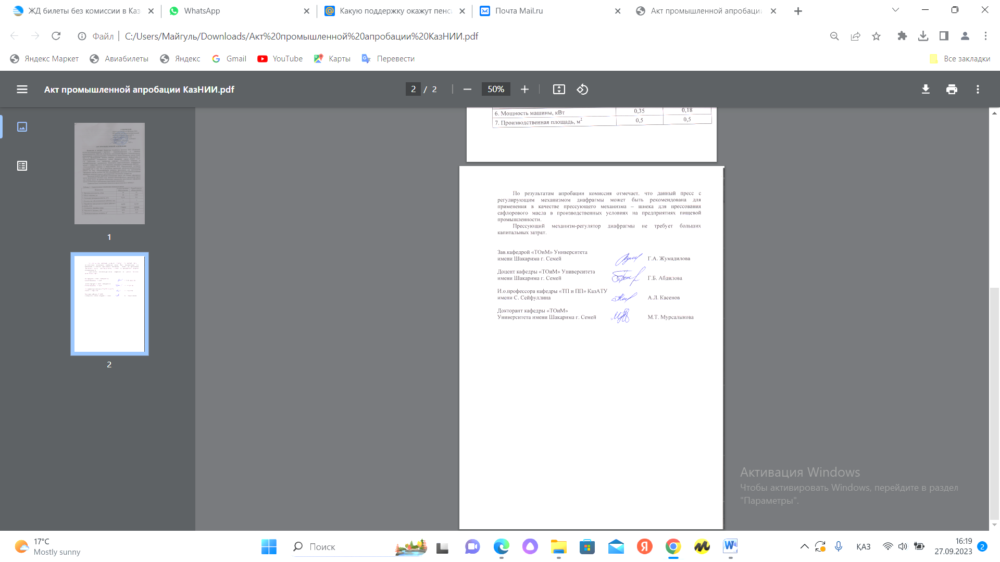 ЖД билеты без комиссии в Каз
WhatsApp
Какую поддержку окажут пенс
Почта Mail.ru
Акт промышленной апробаци
Файл
C:/Users/Майгуль/Downloads/Акт%20промышленной%20апробации%20КазНИИ.pdf
Яндекс Маркет
Авиабилеты
Яндекс
Gmail
YouTube
Карты
Перевести
Все закладки
Акт промышленной апробации КазНИИ.pdf
2 / 2
50%
1
2
6. Мощность машины, кВт 0,35 0,18
7. Производственная площадь, м² 0,5 0,5
По результатам апробации комиссия отмечает, что данный пресс с
регулирующим механизмом диафрагмы может быть рекомендована для
применения в качестве прессующего механизма – шнека для прессования
сафлорового масла в производственных условиях на предприятиях пищевой
промышленности.
Прессующий механизм-регулятор диафрагмы не требует больших
капитальных затрат.
Зав.кафедрой «ТОиМ» Университета
имени Шакарима г. Семей Г.А. Жумадилова
Доцент кафедры «ТОиМ» Университета
имени Шакарима г. Семей Г.Б. Абдилова
И.о.профессора кафедры «ТП и ПП» КазАТУ
имени С. Сейфуллина А.Л. Касенов
Докторант кафедры «ТОиМ»
Университета имени Шакарима г. Семей М.Т. Мурсалыкова
Активация Windows
Чтобы активировать Windows, перейдите в раздел
"Параметры".
17°C
Mostly sunny
Поиск
ҚАЗ
16:19
27.09.2023
2